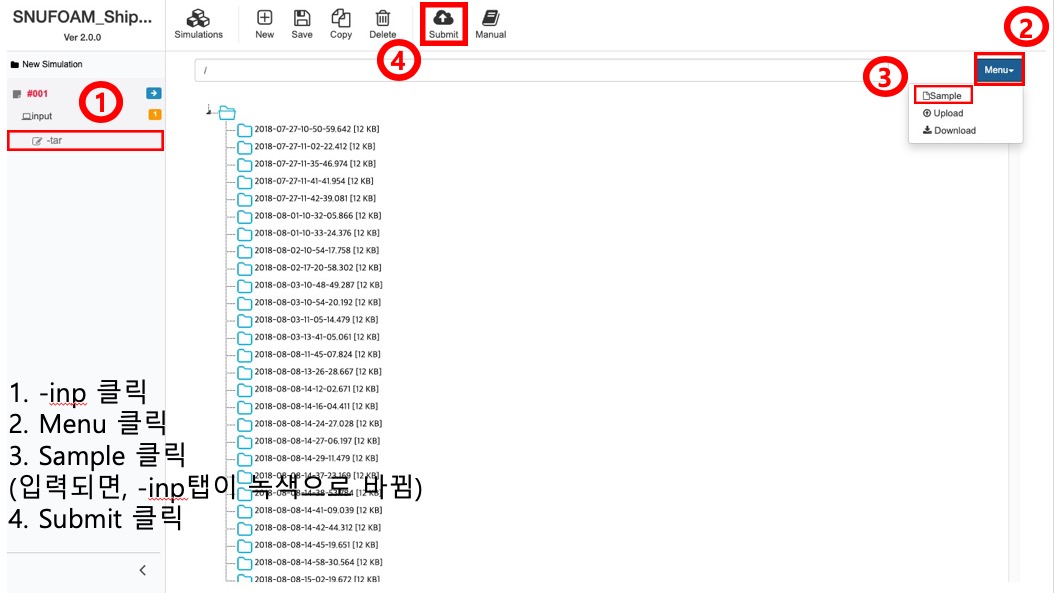 SNUFOAM_Ship...
Ver 2.0.0
Simulations
New
Save
Copy
Delete
Submit
Manual
New Simulation
#001
input
1
-tar
1
2
3
4
/
Menu
Sample
Upload
Download
2018-07-27-10-50-59.642 [12 KB]
2018-07-27-11-02-22.412 [12 KB]
2018-07-27-11-35-46.974 [12 KB]
2018-07-27-11-41-41.954 [12 KB]
2018-07-27-11-42-39.081 [12 KB]
2018-08-01-10-32-05.866 [12 KB]
2018-08-01-10-33-24.376 [12 KB]
2018-08-02-10-54-17.758 [12 KB]
2018-08-02-17-20-58.302 [12 KB]
2018-08-03-10-48-49.287 [12 KB]
2018-08-03-10-54-20.192 [12 KB]
2018-08-03-11-05-14.479 [12 KB]
2018-08-03-13-41-05.061 [12 KB]
2018-08-08-11-45-07.824 [12 KB]
2018-08-08-13-26-28.667 [12 KB]
2018-08-08-14-12-02.671 [12 KB]
2018-08-08-14-16-04.411 [12 KB]
2018-08-08-14-24-27.028 [12 KB]
2018-08-08-14-27-06.197 [12 KB]
2018-08-08-14-29-11.479 [12 KB]
2018-08-08-14-37-23.169 [12 KB]
[12 KB]
2018-08-08-14-41-09.039 [12 KB]
2018-08-08-14-42-44.312 [12 KB]
2018-08-08-14-45-19.651 [12 KB]
2018-08-08-14-58-30.564 [12 KB]
2018-08-08-15-02-19.672 [12 KB]
1. -inp 클릭
2. Menu 클릭
3. Sample 클릭
(입력되면, -inp탭이 녹색으로 바뀜)
4. Submit 클릭